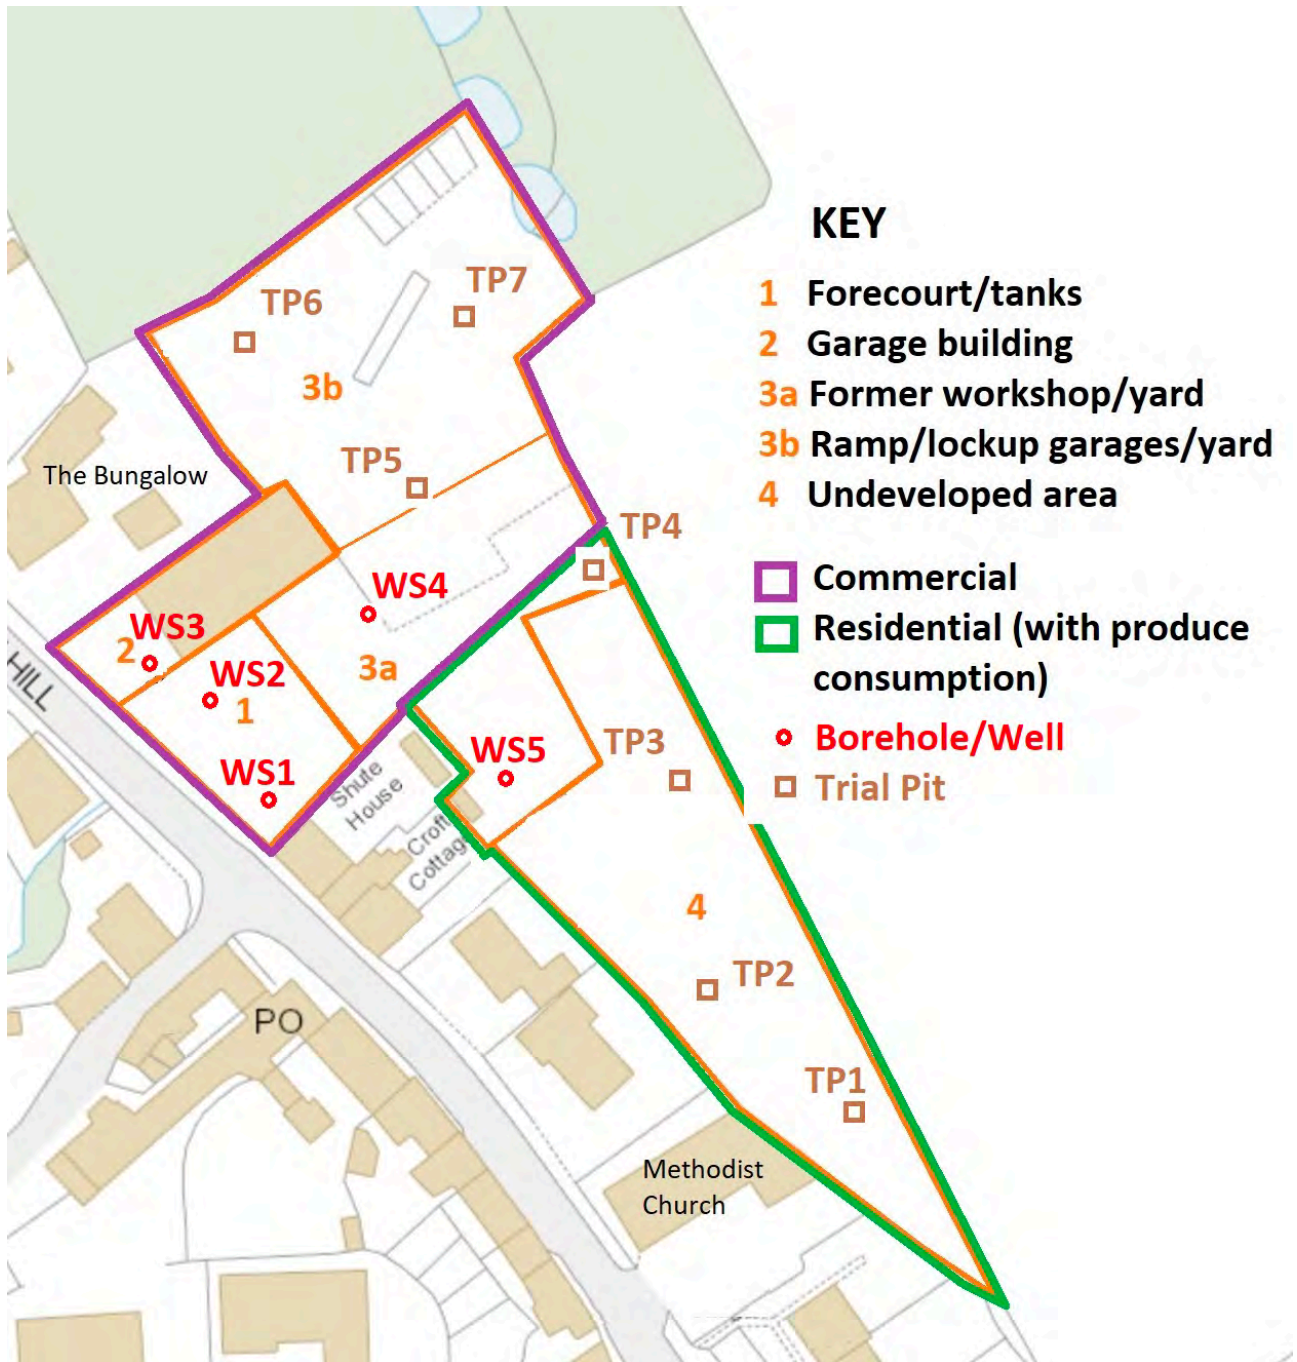 KEY
1 Forecourt/tanks
2 Garage building
3a Former workshop/yard
3b Ramp/lockup garages/yard
4 Undeveloped area
Commercial
Residential (with produce
consumption)
Borehole/Well
Trial Pit
TP6
TP7
3b
TP5
The Bungalow
TP4
WS4
WS3
2
3a
WS2
1
HILL
WS1
WS5
TP3
Shute
House
Croft
Cottage
4
TP2
PO
TP1
Methodist
Church